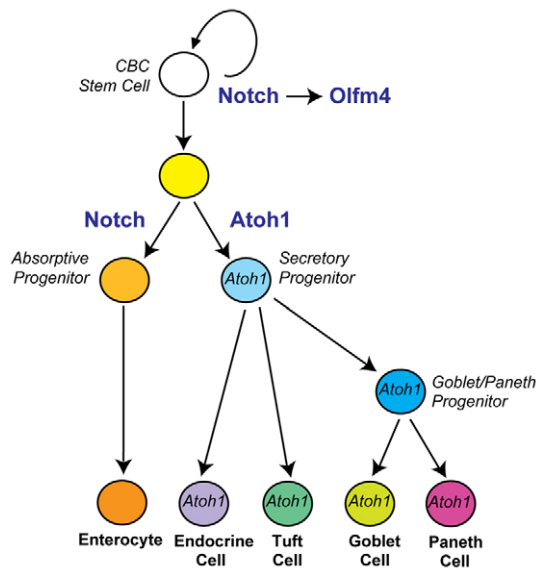 CBC
Stem Cell
Notch → Olfm4
Notch
Atoh1
Absorptive
Progenitor
Atoh1
Secretory
Progenitor
Atoh1
Goblet/Paneth
Progenitor
Atoh1
Atoh1
Atoh1
Atoh1
Enterocyte
Endocrine
Cell
Tuft
Cell
Goblet
Cell
Paneth
Cell